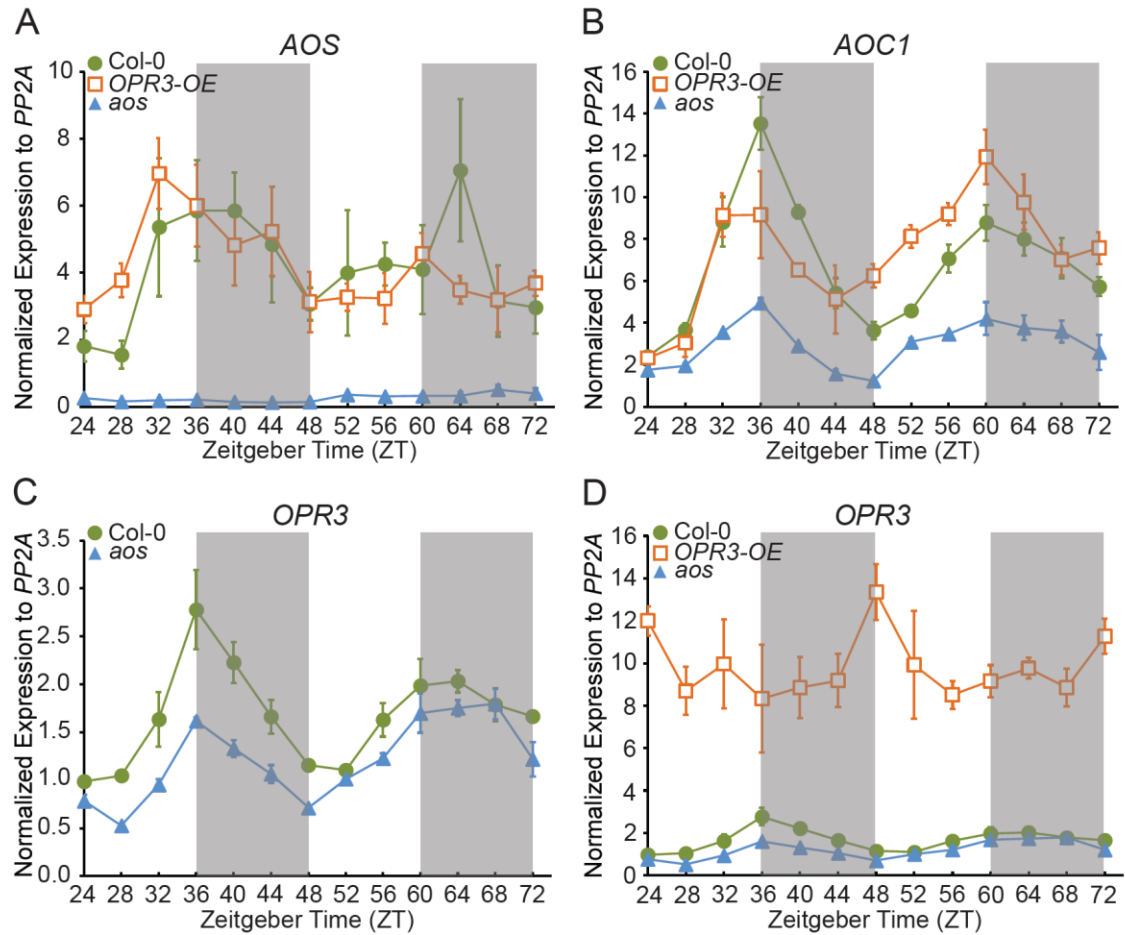 A
AOS
Col-0
OPR3-OE
aos
Normalized Expression to PP2A
10
8
6
4
2
0
24 28 32 36 40 44 48 52 56 60 64 68 72
Zeitgeber Time (ZT)
B
AOC1
Col-0
OPR3-OE
aos
Normalized Expression to PP2A
16
14
12
10
8
6
4
2
0
24 28 32 36 40 44 48 52 56 60 64 68 72
Zeitgeber Time (ZT)
C
OPR3
Col-0
aos
Normalized Expression to PP2A
3.5
3.0
2.5
2.0
1.5
1.0
0.5
0.0
24 28 32 36 40 44 48 52 56 60 64 68 72
Zeitgeber Time (ZT)
D
OPR3
Col-0
OPR3-OE
aos
Normalized Expression to PP2A
16
14
12
10
8
6
4
2
0
24 28 32 36 40 44 48 52 56 60 64 68 72
Zeitgeber Time (ZT)